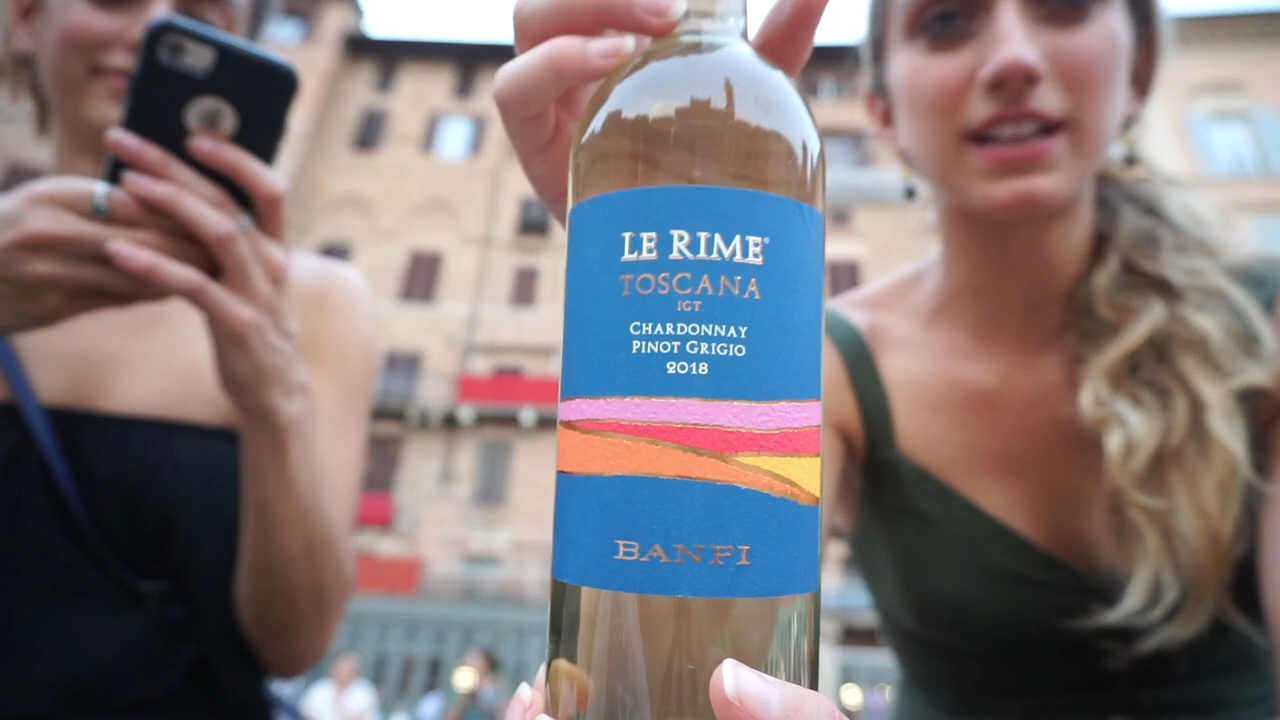 LE RIME®
TOSCANA
IGT
CHARDONNAY
PINOT GRIGIO
2018
BANFI